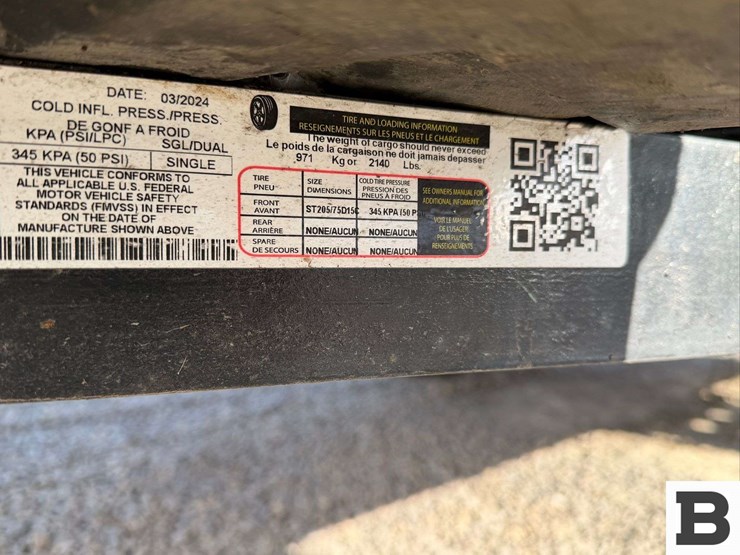 DATE: 03/2024
COLD INFL. PRESS./PRESS.
DE GONF A FROID
KPA (PSI/LPC) SGL/DUAL
345 KPA (50 PSI) SINGLE
THIS VEHICLE CONFORMS TO
ALL APPLICABLE U.S. FEDERAL
MOTOR VEHICLE SAFETY
STANDARDS (FMVSS) IN EFFECT
ON THE DATE OF
MANUFACTURE SHOWN ABOVE
TIRE AND LOADING INFORMATION
RESEIGNEMENTS SUR LES PNEUS ET LE CHARGEMENT
The weight of cargo should never exceed
Le poids de la cargaison ne doit jamais depasser
971 Kg or 2140 Lbs.
TIRE SIZE COLD TIRE PRESSURE
PNEU DIMENSIONS PRESSION DES
PNEUS À FROID
FRONT
AVANT ST205/75D15C 345 KPA (50 PS
REAR
ARRIÈRE NONE/AUCUN NONE/AUCUN
SPARE
DE SECOURS NONE/AUCUN NONE/AUCUN
SEE OWNERS MANUAL FOR
ADDITIONAL INFORMATION
VOIR LE MANUEL
DE L'USAGER
POUR PLUS DE
RENSEIGNEMENTS
B